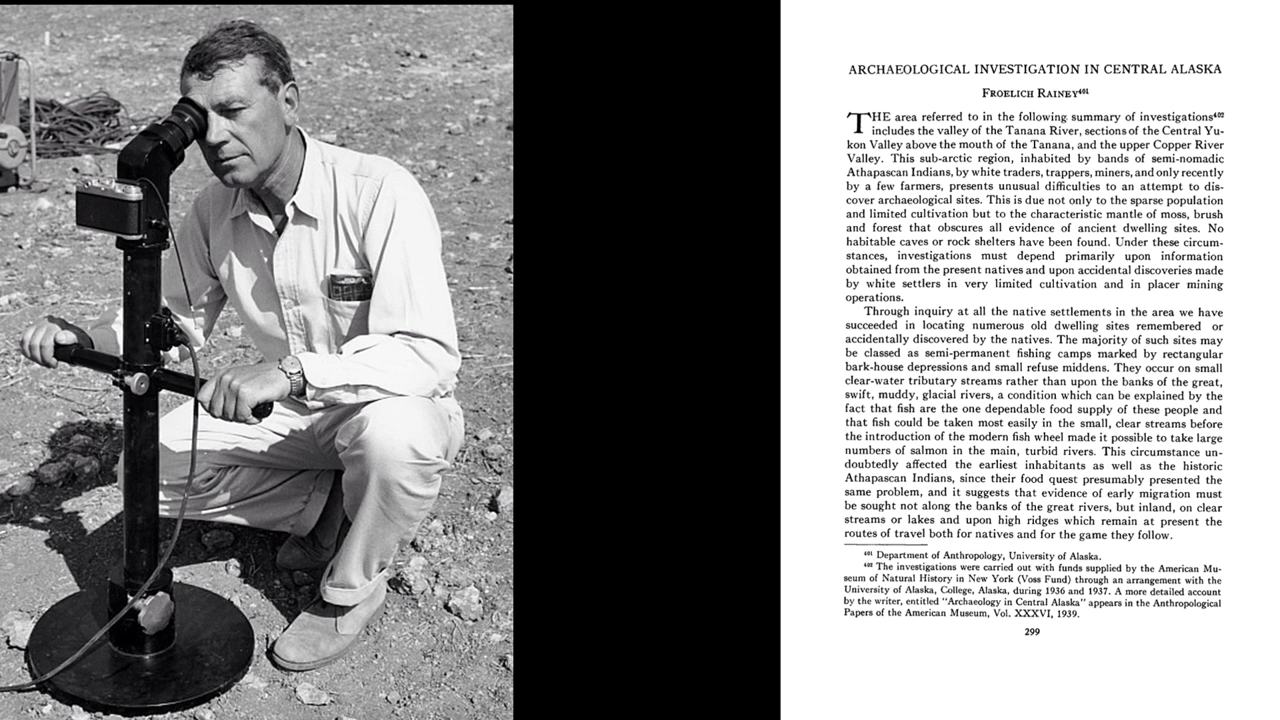 ARCHAEOLOGICAL INVESTIGATION IN CENTRAL ALASKA
FROELICH RAINEY⁴⁰¹
THE area referred to in the following summary of investigations⁴⁰²
includes the valley of the Tanana River, sections of the Central Yu-
kon Valley above the mouth of the Tanana, and the upper Copper River
Valley. This sub-arctic region, inhabited by bands of semi-nomadic
Athapascan Indians, by white traders, trappers, miners, and only recently
by a few farmers, presents unusual difficulties to an attempt to dis-
cover archaeological sites. This is due not only to the sparse population
and limited cultivation but to the characteristic mantle of moss, brush
and forest that obscures all evidence of ancient dwelling sites. No
habitable caves or rock shelters have been found. Under these circum-
stances, investigations must depend primarily upon information
obtained from the present natives and upon accidental discoveries made
by white settlers in very limited cultivation and in placer mining
operations.
Through inquiry at all the native settlements in the area we have
succeeded in locating numerous old dwelling sites remembered or
accidentally discovered by the natives. The majority of such sites may
be classed as semi-permanent fishing camps marked by rectangular
bark-house depressions and small refuse middens. They occur on small
clear-water tributary streams rather than upon the banks of the great,
swift, muddy, glacial rivers, a condition which can be explained by the
fact that fish are the one dependable food supply of these people and
that fish could be taken most easily in the small, clear streams before
the introduction of the modern fish wheel made it possible to take large
numbers of salmon in the main, turbid rivers. This circumstance un-
doubtedly affected the earliest inhabitants as well as the historic
Athapascan Indians, since their food quest presumably presented the
same problem, and it suggests that evidence of early migration must
be sought not along the banks of the great rivers, but inland, on clear
streams or lakes and upon high ridges which remain at present the
routes of travel both for natives and for the game they follow.
⁴⁰¹ Department of Anthropology, University of Alaska.
⁴⁰² The investigations were carried out with funds supplied by the American Mu-
seum of Natural History in New York (Voss Fund) through an arrangement with the
University of Alaska, College, Alaska, during 1936 and 1937. A more detailed account
by the writer, entitled "Archaeology in Central Alaska" appears in the Anthropological
Papers of the American Museum, Vol. XXXVI, 1939.
299